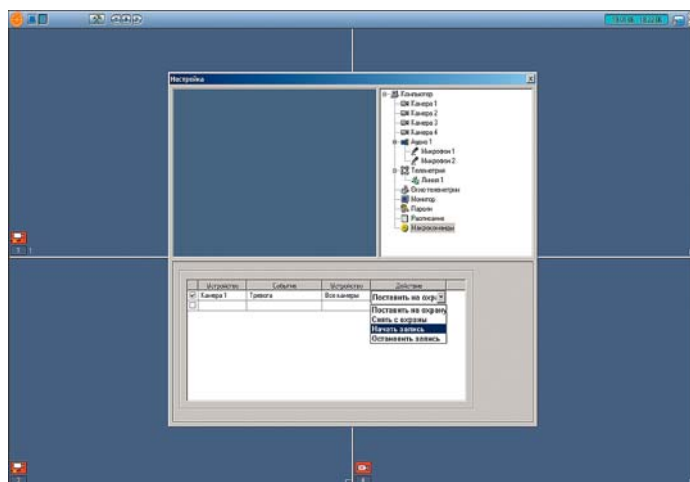 Настройка
Компьютер
Камера 1
Камера 2
Камера 3
Камера 4
Аудио 1
Микрофон 1
Микрофон 2
Телеметрия
Линия 1
Окно телеметрии
Монитор
Пароли
Расписание
Макрокоманды
1
Устройство Событие Устройство Действие
Камера 1 Тревога Все камеры Поставить на охр
Поставить на охрану
Снять с охраны
Начать запись
Остановить запись